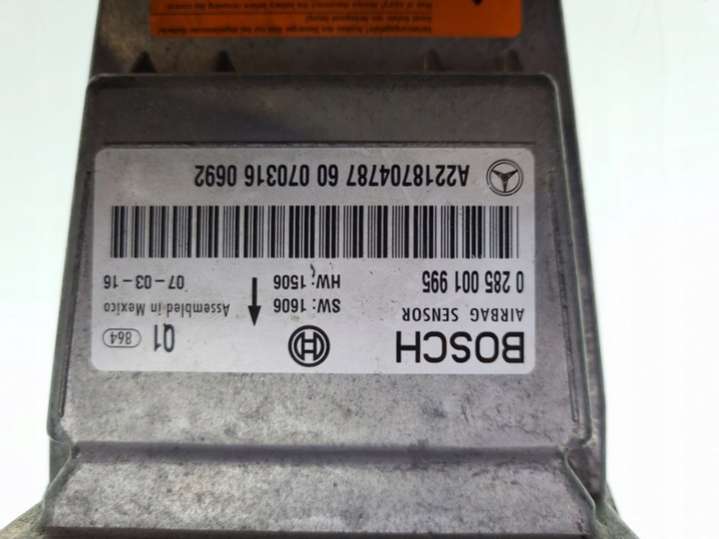 BOSCH
Q1 864
AIRBAG SENSOR
SW: 1606
Assembled in Mexico
0 285 001 995
HW: 1506
07-03-16
A2218704787 60 070316 0692